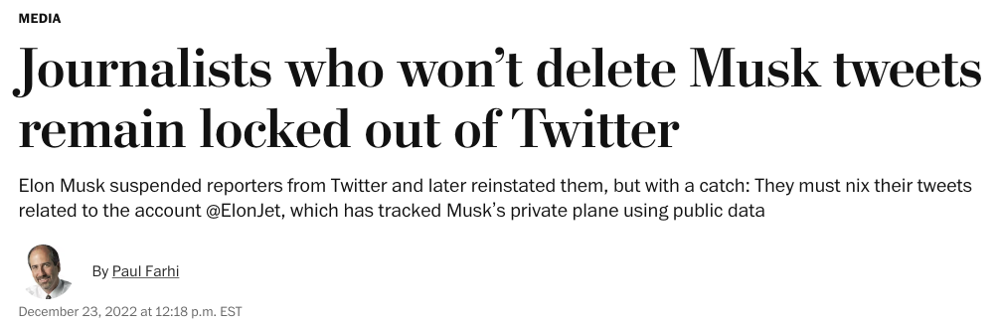 MEDIA
Journalists who won’t delete Musk tweets
remain locked out of Twitter
Elon Musk suspended reporters from Twitter and later reinstated them, but with a catch: They must nix their tweets
related to the account @ElonJet, which has tracked Musk’s private plane using public data
By Paul Farhi
December 23, 2022 at 12:18 p.m. EST